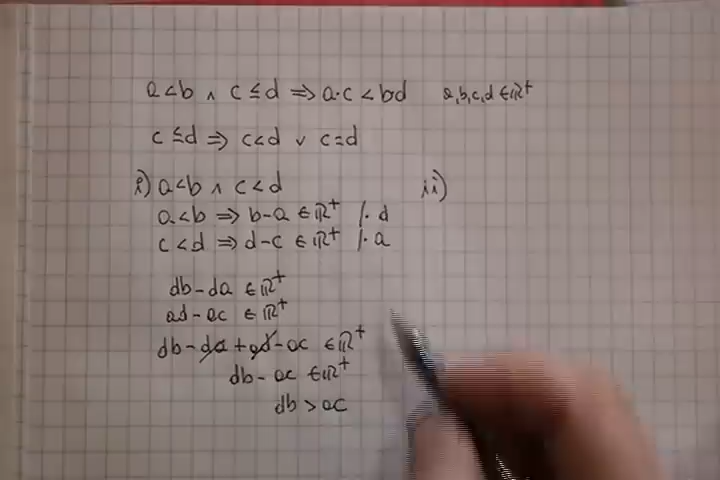 a<b ∧ c≤d ⇒ a·c<bd a,b,c,d∈ℝ⁺
c≤d ⇒ c<d ∨ c=d
i) a<b ∧ c<d ii)
a<b ⇒ b-a ∈ℝ⁺ /· d
c<d ⇒ d-c ∈ℝ⁺ /· a
db-da ∈ℝ⁺
ad-ac ∈ℝ⁺
db-da+ad-ac ∈ℝ⁺
db-ac ∈ℝ⁺
db>ac